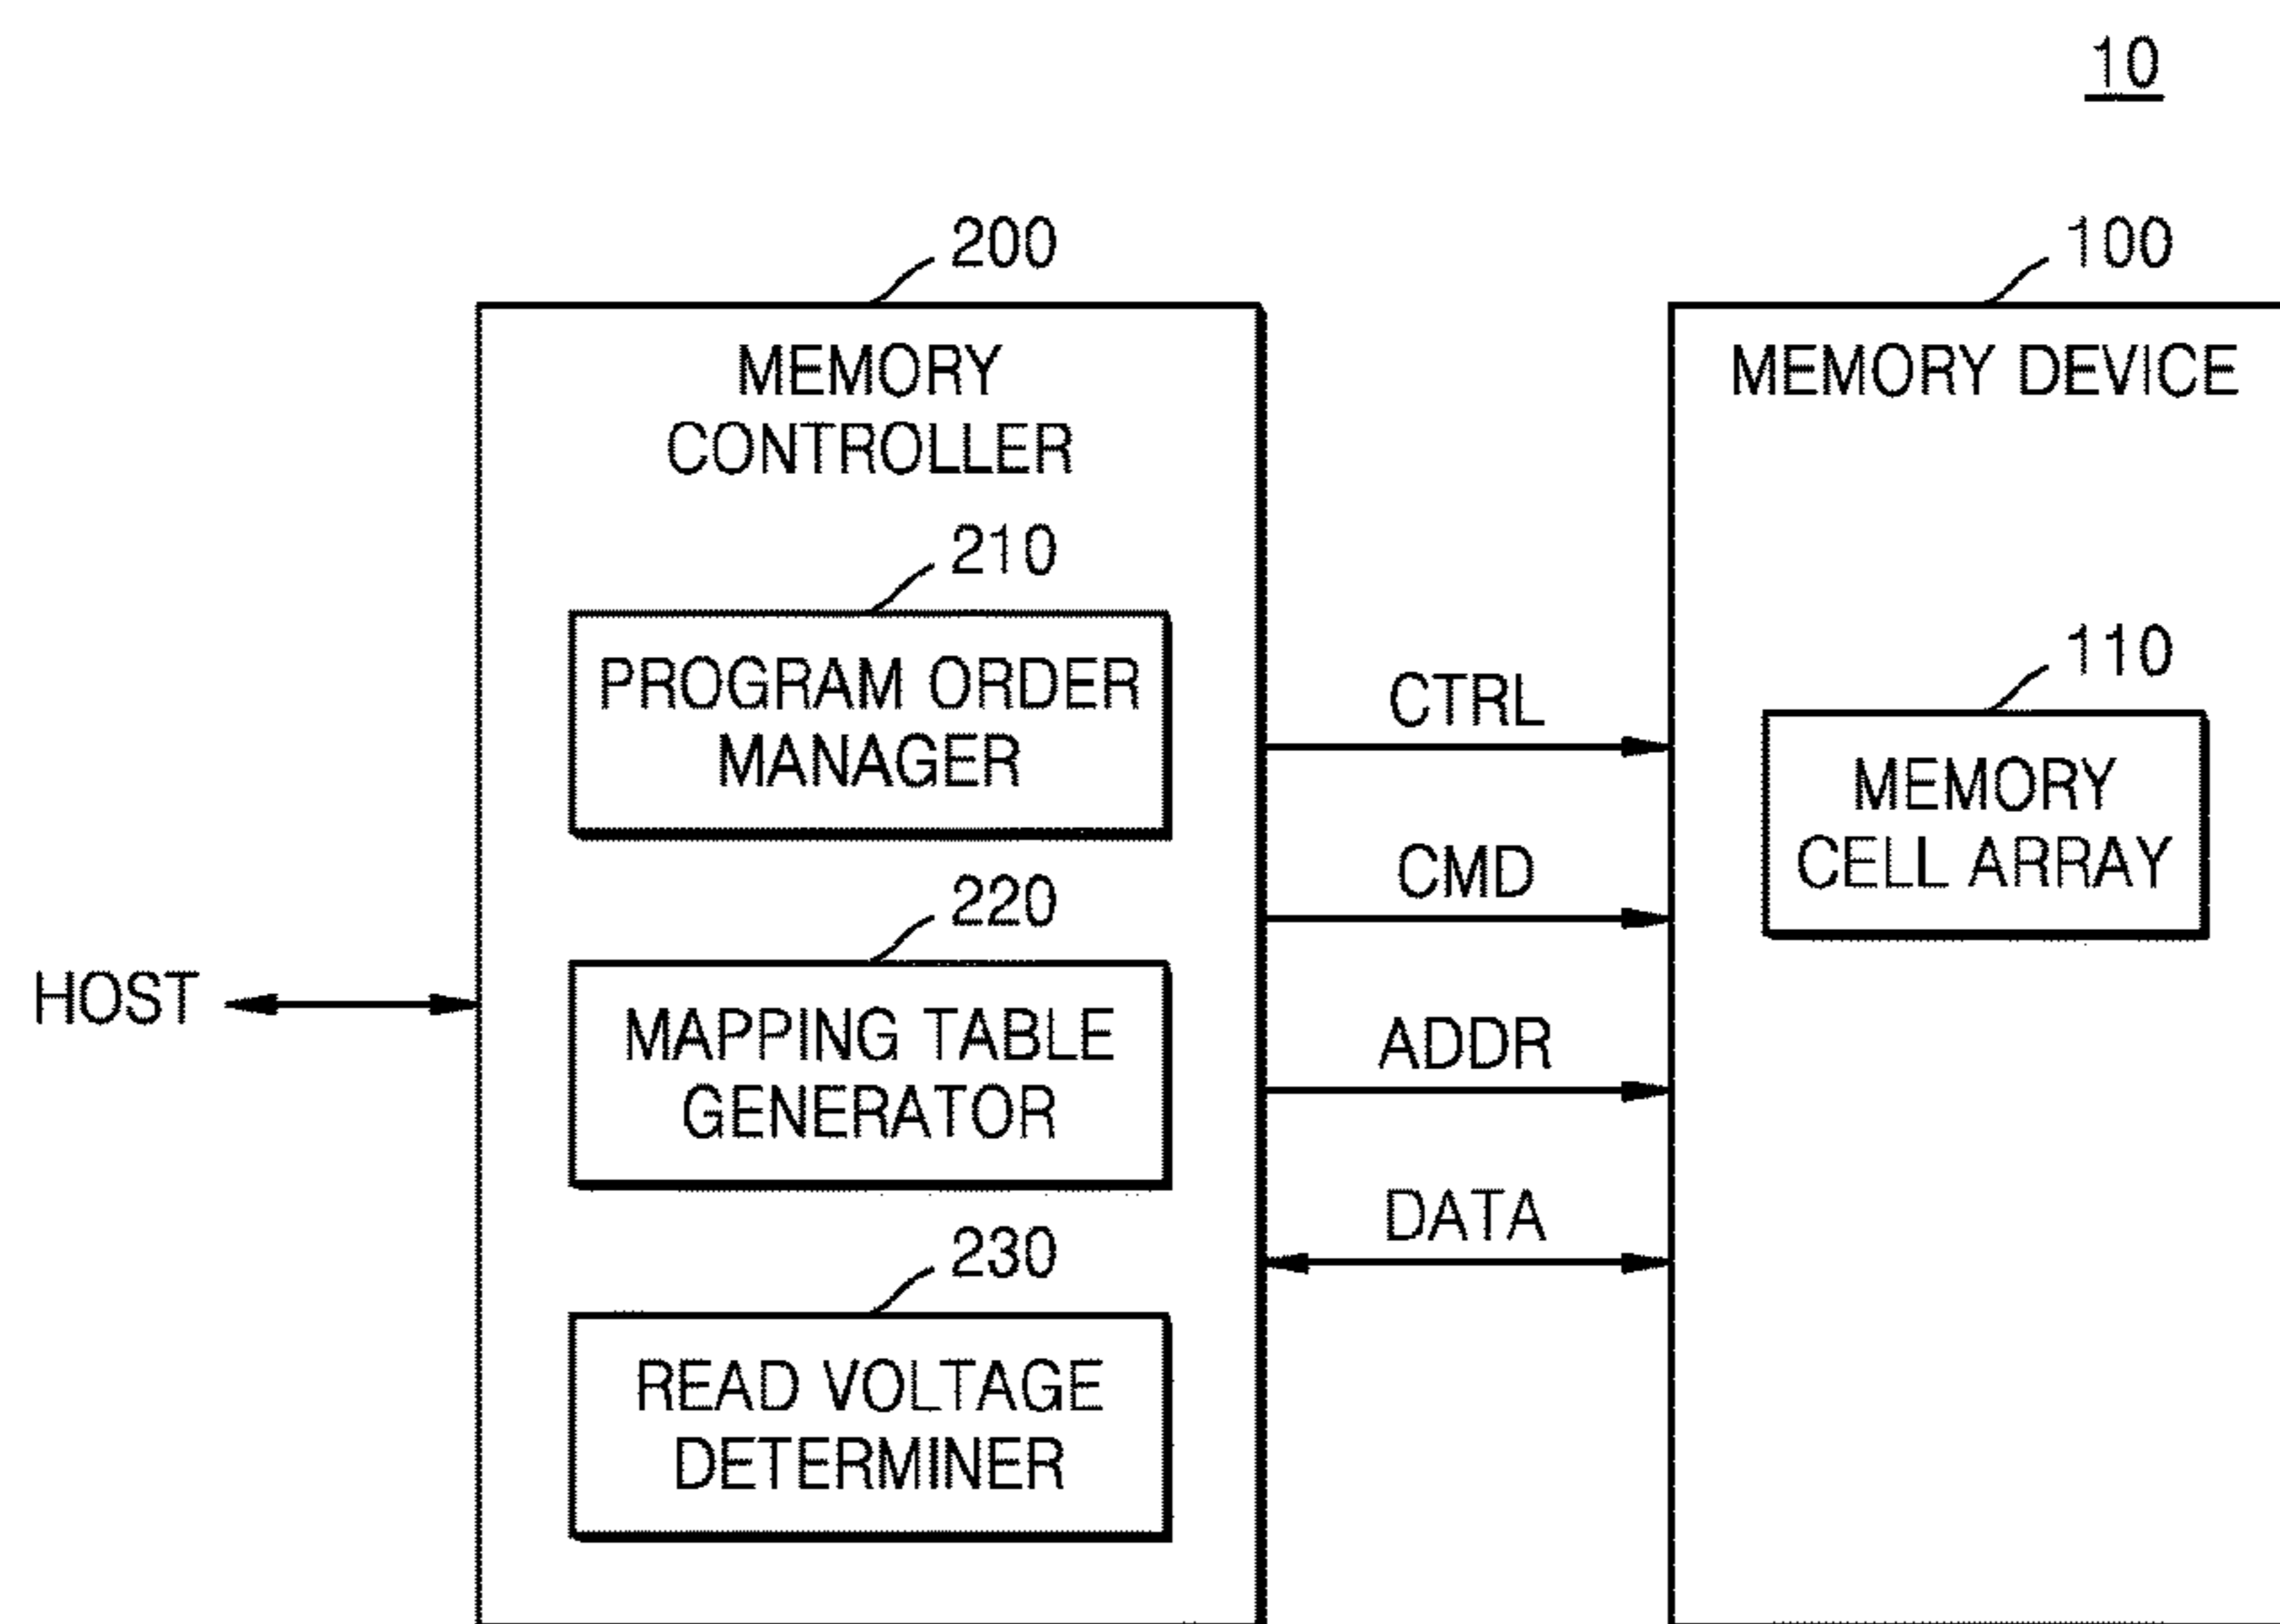 10
200
100
MEMORY
CONTROLLER
MEMORY DEVICE
210
PROGRAM ORDER
MANAGER
110
MEMORY
CELL ARRAY
CTRL
CMD
ADDR
DATA
220
MAPPING TABLE
GENERATOR
HOST
230
READ VOLTAGE
DETERMINER